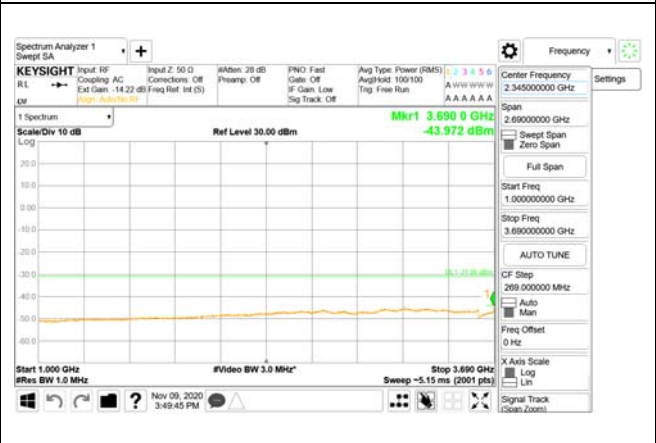 Spectrum Analyzer 1
Swept SA
Frequency
KEYSIGHT
RL
LXI
Input: RF
Coupling: AC
Ext Gain: -14.22 dB
Align: Auto/No RF
Input Z: 50 Ω
Corrections: Off
Freq Ref: Int (S)
#Atten: 28 dB
Preamp: Off
PNO: Fast
Gate: Off
IF Gain: Low
Sig Track: Off
Avg Type: Power (RMS)
Avg|Hold: 100/100
Trig: Free Run
1 2 3 4 5 6
A W W W W W
A A A A A A
1 Spectrum
Scale/Div 10 dB
Ref Level 30.00 dBm
Mkr1 3.690 0 GHz
-43.972 dBm
Log
20.0
10.0
0.00
-10.0
-20.0
-30.0
-40.0
-50.0
-60.0
1
Start 1.000 GHz
#Res BW 1.0 MHz
#Video BW 3.0 MHz*
Stop 3.690 GHz
Sweep ~5.15 ms (2001 pts)
Nov 09, 2020
3:49:45 PM
?
Center Frequency
2.345000000 GHz
Settings
Span
2.69000000 GHz
Swept Span
Zero Span
Full Span
Start Freq
1.000000000 GHz
Stop Freq
3.690000000 GHz
AUTO TUNE
CF Step
269.000000 MHz
Auto
Man
Freq Offset
0 Hz
X Axis Scale
Log
Lin
Signal Track
(Span Zoom)